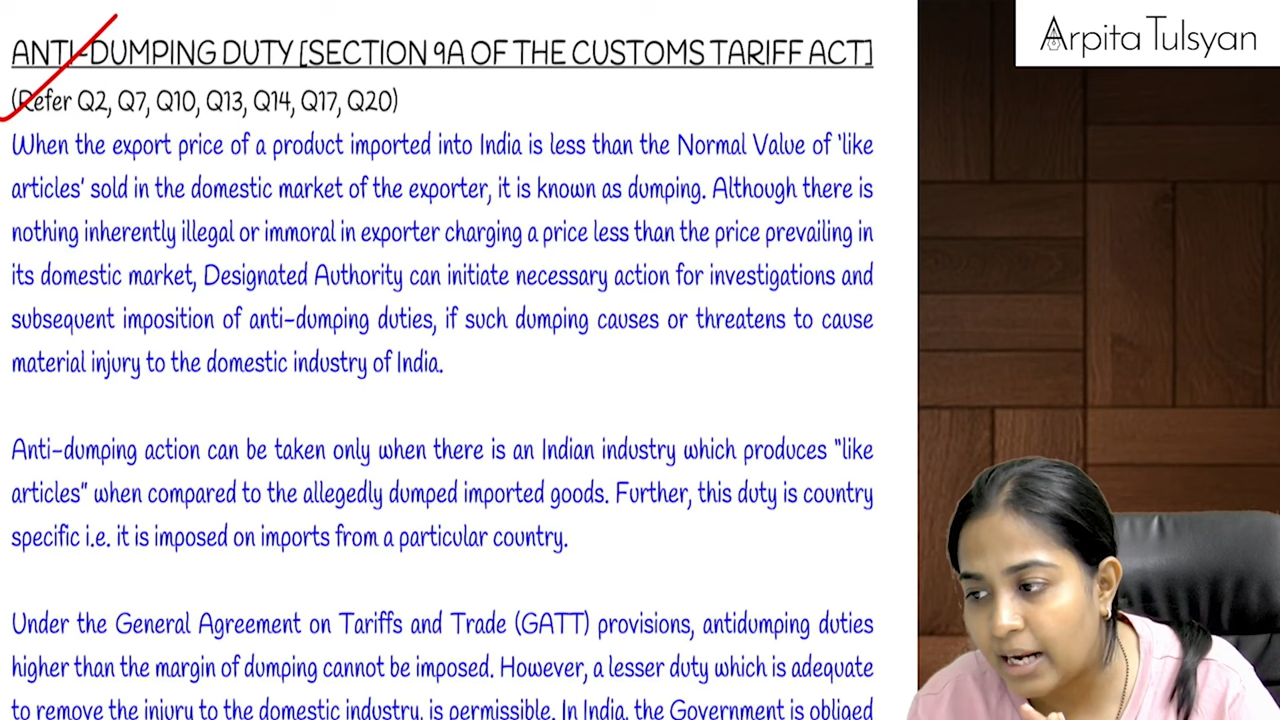 Arpita Tulsyan
ANTI-DUMPING DUTY [SECTION 9A OF THE CUSTOMS TARIFF ACT]
(Refer Q2, Q7, Q10, Q13, Q14, Q17, Q20)
When the export price of a product imported into India is less than the Normal Value of 'like
articles' sold in the domestic market of the exporter, it is known as dumping. Although there is
nothing inherently illegal or immoral in exporter charging a price less than the price prevailing in
its domestic market, Designated Authority can initiate necessary action for investigations and
subsequent imposition of anti-dumping duties, if such dumping causes or threatens to cause
material injury to the domestic industry of India.
Anti-dumping action can be taken only when there is an Indian industry which produces "like
articles" when compared to the allegedly dumped imported goods. Further, this duty is country
specific i.e. it is imposed on imports from a particular country.
Under the General Agreement on Tariffs and Trade (GATT) provisions, antidumping duties
higher than the margin of dumping cannot be imposed. However, a lesser duty which is adequate
to remove the injury to the domestic industry, is permissible. In India, the Government is obliged